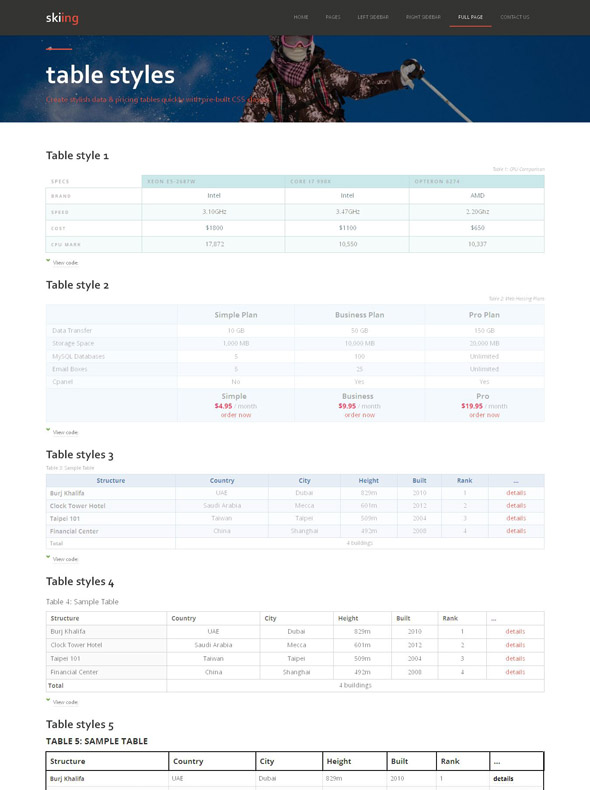 skiing
HOME PAGES LEFT SIDEBAR RIGHT SIDEBAR FULL PAGE CONTACT US
table styles
Create stylish data & pricing tables quickly with pre-built CSS
Table style 1
Table 1: CPU Comparison
SPECS XEON E5-2687W CORE I7 990X OPTERON 6274
BRAND Intel Intel AMD
SPEED 3.10GHz 3.47GHz 2.20Ghz
COST $1800 $1100 $650
CPU MARK 17,872 10,550 10,337
View code:
Table style 2
Table 2: Web Hosting Plans
Simple Plan Business Plan Pro Plan
Data Transfer 10 GB 50 GB 150 GB
Storage Space 1,000 MB 10,000 MB 20,000 MB
MySQL Databases 5 100 Unlimited
Email Boxes 5 25 Unlimited
Cpanel No Yes Yes
Simple Business Pro
$4.95 / month $9.95 / month $19.95 / month
order now order now order now
View code:
Table styles 3
Table 3: Sample Table
Structure Country City Height Built Rank ...
Burj Khalifa UAE Dubai 829m 2010 1 details
Clock Tower Hotel Saudi Arabia Mecca 601m 2012 2 details
Taipei 101 Taiwan Taipei 509m 2004 3 details
Financial Center China Shanghai 492m 2008 4 details
Total 4 buildings
View code:
Table styles 4
Table 4: Sample Table
Structure Country City Height Built Rank ...
Burj Khalifa UAE Dubai 829m 2010 1 details
Clock Tower Hotel Saudi Arabia Mecca 601m 2012 2 details
Taipei 101 Taiwan Taipei 509m 2004 3 details
Financial Center China Shanghai 492m 2008 4 details
Total 4 buildings
View code:
Table styles 5
TABLE 5: SAMPLE TABLE
Structure Country City Height Built Rank ...
Burj Khalifa UAE Dubai 829m 2010 1 details